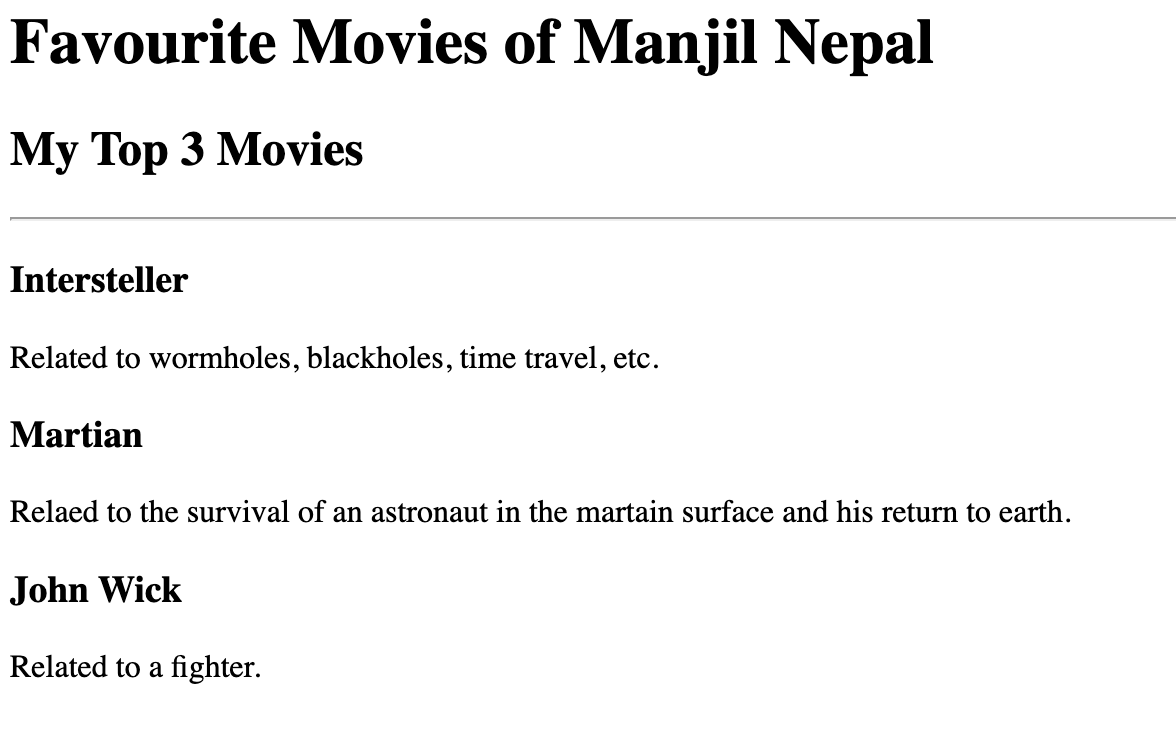 Favourite Movies of Manjil Nepal
My Top 3 Movies
Intersteller
Related to wormholes, blackholes, time travel, etc.
Martian
Relaed to the survival of an astronaut in the martain surface and his return to earth.
John Wick
Related to a fighter.